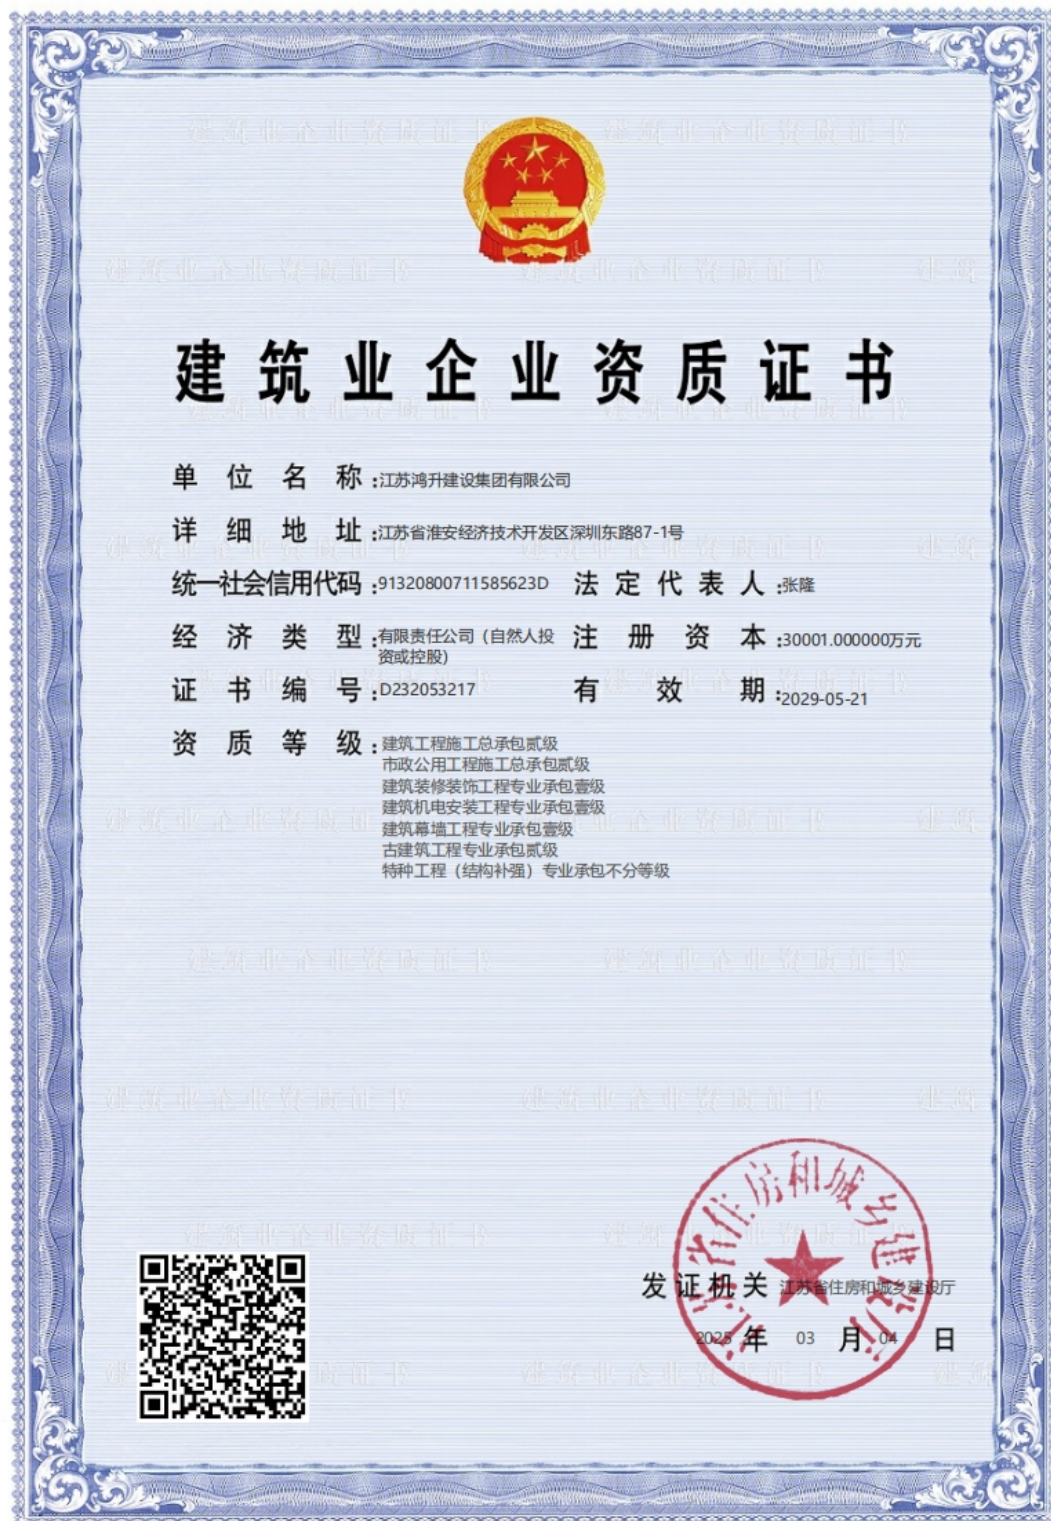 建筑业企业资质证书
单位名称:江苏鸿升建设集团有限公司
详细地址:江苏省淮安经济技术开发区深圳东路87-1号
统一社会信用代码:91320800711585623D 法定代表人:张隆
经济类型:有限责任公司（自然人投资或控股） 注册资本:30001.000000万元
证书编号:D232053217 有效期:2029-05-21
资质等级:建筑工程施工总承包贰级
市政公用工程施工总承包贰级
建筑装修装饰工程专业承包壹级
建筑机电安装工程专业承包壹级
建筑幕墙工程专业承包壹级
古建筑工程专业承包贰级
特种工程（结构补强）专业承包不分等级
江苏省住房和城乡建设厅
发证机关 江苏省住房和城乡建设厅
2025 年 03 月 04 日